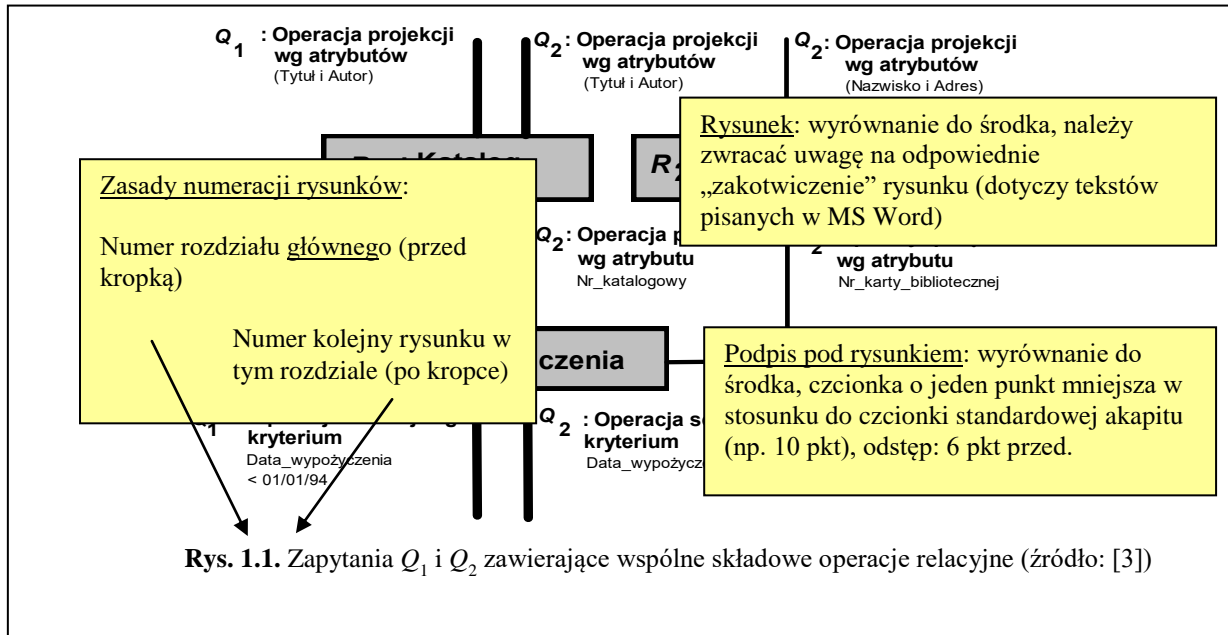 Q1 : Operacja projekcji
wg atrybutów
(Tytuł i Autor)
Q2 : Operacja projekcji
wg atrybutów
(Tytuł i Autor)
Q2 : Operacja projekcji
wg atrybutów
(Nazwisko i Adres)
Rysunek: wyrównanie do środka, należy
zwracać uwagę na odpowiednie
„zakotwiczenie” rysunku (dotyczy tekstów
pisanych w MS Word)
Katalog
R2
Zasady numeracji rysunków:
Numer rozdziału głównego (przed
kropką)
Numer kolejny rysunku w
tym rozdziale (po kropce)
Q2 : Operacja p
wg atrybutu
Nr_katalogowy
2
wg atrybutu
Nr_karty_bibliotecznej
czenia
Podpis pod rysunkiem: wyrównanie do
środka, czcionka o jeden punkt mniejsza w
stosunku do czcionki standardowej akapitu
(np. 10 pkt), odstęp: 6 pkt przed.
kryterium
Data_wypożyczenia
< 01/01/94
Q2 : Operacja se
kryterium
Data_wypożycze
Rys. 1.1. Zapytania Q1 i Q2 zawierające wspólne składowe operacje relacyjne (źródło: [3])